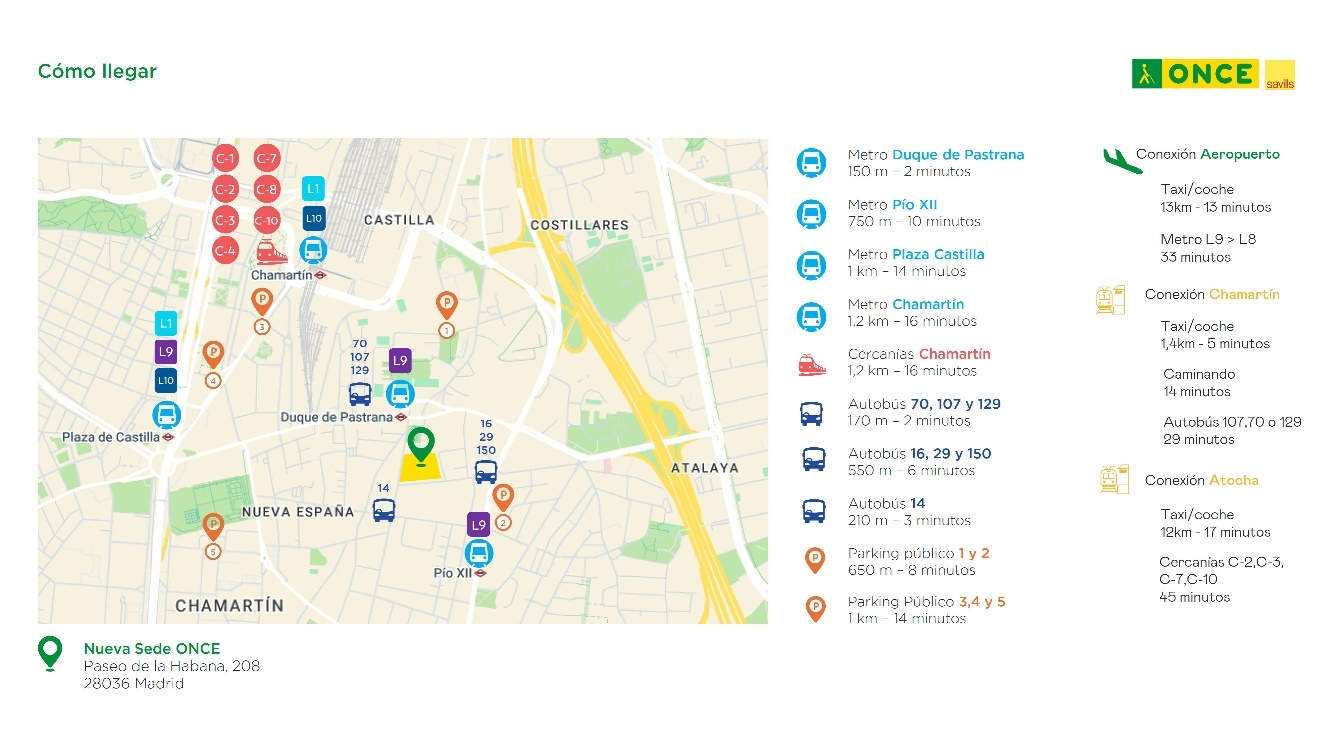 Cómo llegar
ONCE
savills
C-1
C-7
C-2
C-8
L1
C-3
C-10
L10
C-4
Chamartín
CASTILLA
COSTILLARES
P
3
P
1
L1
L9
L10
Plaza de Castilla
P
4
70
107
129
L9
Duque de Pastrana
16
29
150
ATALAYA
14
NUEVA ESPAÑA
P
2
P
5
L9
Pío XII
CHAMARTÍN
Nueva Sede ONCE
Paseo de la Habana, 208
28036 Madrid
Metro Duque de Pastrana
150 m – 2 minutos
Metro Pío XII
750 m – 10 minutos
Metro Plaza Castilla
1 km – 14 minutos
Metro Chamartín
1,2 km – 16 minutos
Cercanías Chamartín
1,2 km – 16 minutos
Autobús 70, 107 y 129
170 m – 2 minutos
Autobús 16, 29 y 150
550 m – 6 minutos
Autobús 14
210 m – 3 minutos
P
Parking público 1 y 2
650 m – 8 minutos
P
Parking Público 3,4 y 5
1 km – 14 minutos
Conexión Aeropuerto
Taxi/coche
13km - 13 minutos
Metro L9 > L8
33 minutos
Conexión Chamartín
Taxi/coche
1,4km - 5 minutos
Caminando
14 minutos
Autobús 107,70 o 129
29 minutos
Conexión Atocha
Taxi/coche
12km - 17 minutos
Cercanías C-2,C-3,
C-7,C-10
45 minutos